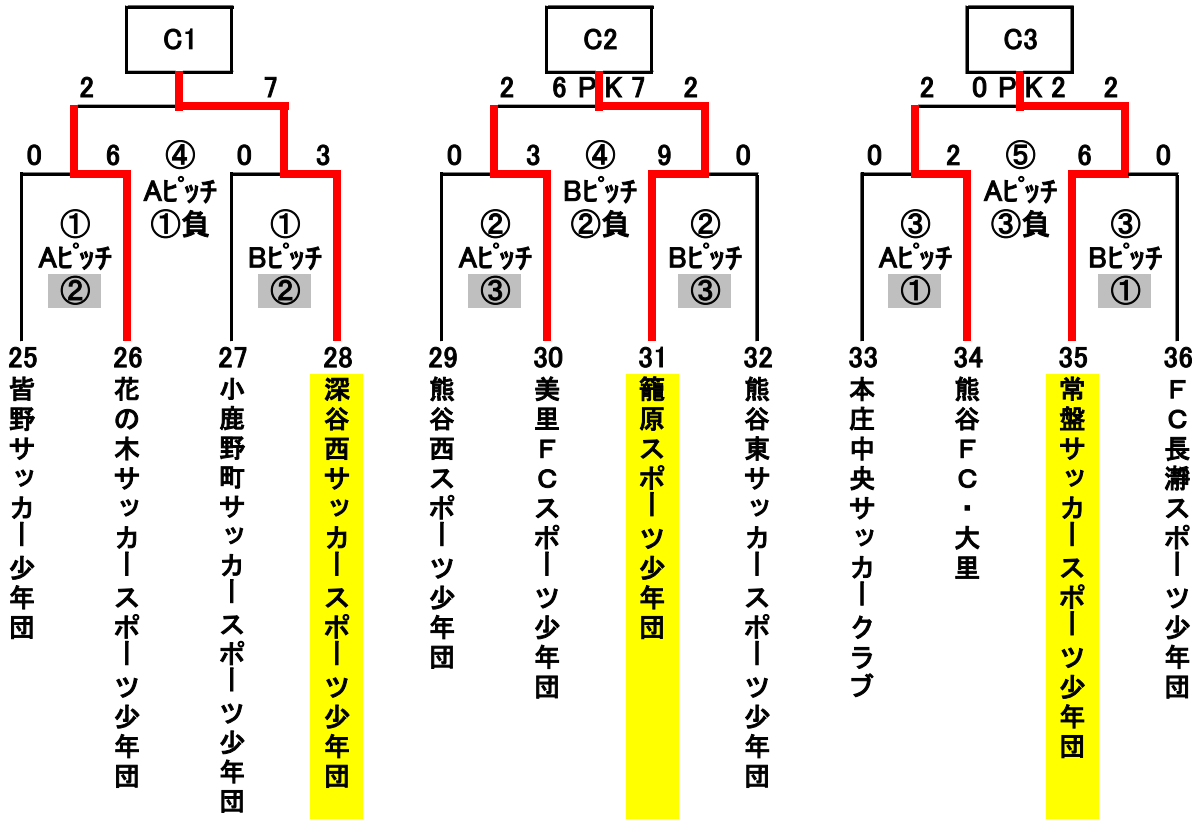 C1
C2
C3
2
7
2
6PK7
2
2
0PK2
2
0
6
④
0
3
0
3
④
9
0
0
2
⑤
6
0
Aピッチ
①負
Bピッチ
②負
Aピッチ
③負
①
Aピッチ
②
①
Bピッチ
②
②
Aピッチ
③
②
Bピッチ
③
③
Aピッチ
①
③
Bピッチ
①
25
26
27
28
29
30
31
32
33
34
35
36
皆野サッカー少年団
花の木サッカースポーツ少年団
小鹿野町サッカースポーツ少年団
深谷西サッカースポーツ少年団
熊谷西スポーツ少年団
美里FCスポーツ少年団
籠原スポーツ少年団
熊谷東サッカースポーツ少年団
本庄中央サッカークラブ
熊谷FC・大里
常盤サッカースポーツ少年団
FC長瀞スポーツ少年団